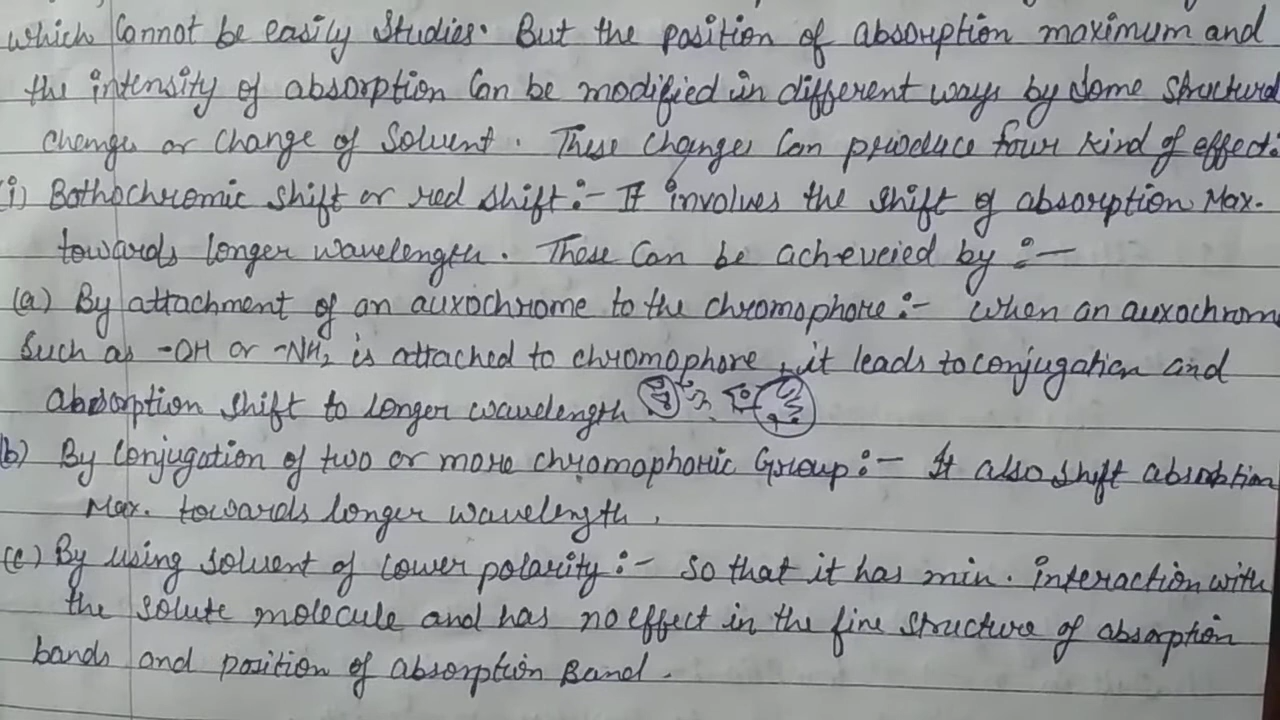 which Cannot be easily Studies. But the position of absorption maximum and
the intensity of absorption Can be modified in different ways by Some Structural
Change or Change of Solvent. These Changes Can produce four Kind of effect.
(i) Bathochromic Shift or red Shift :- It involves the Shift of absorption Max.
towards longer wavelength. These Can be acheveied by :-
(a) By attachment of an auxochrome to the chromophore :- when an auxochrom
Such as -OH or -NH2 is attached to chromophore, it leads to conjugation and
absorption Shift to longer wavelength
(b) By Conjugation of two or more chromophoric Group :- It also shift absorbtion
Max. towards longer wavelength.
(c) By using solvent of Lower polarity :- So that it has min. interaction with
the solute molecule and has no effect in the fine structure of absorption
bands and position of absorption Band.